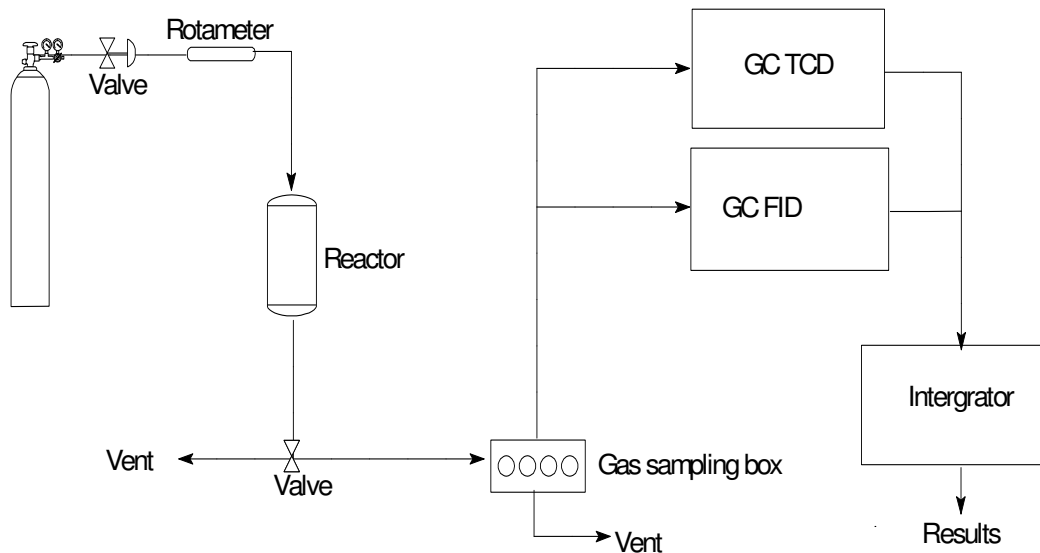 Rotameter
Valve
GC TCD
GC FID
Reactor
Intergrator
Vent
Valve
Gas sampling box
Vent
Results